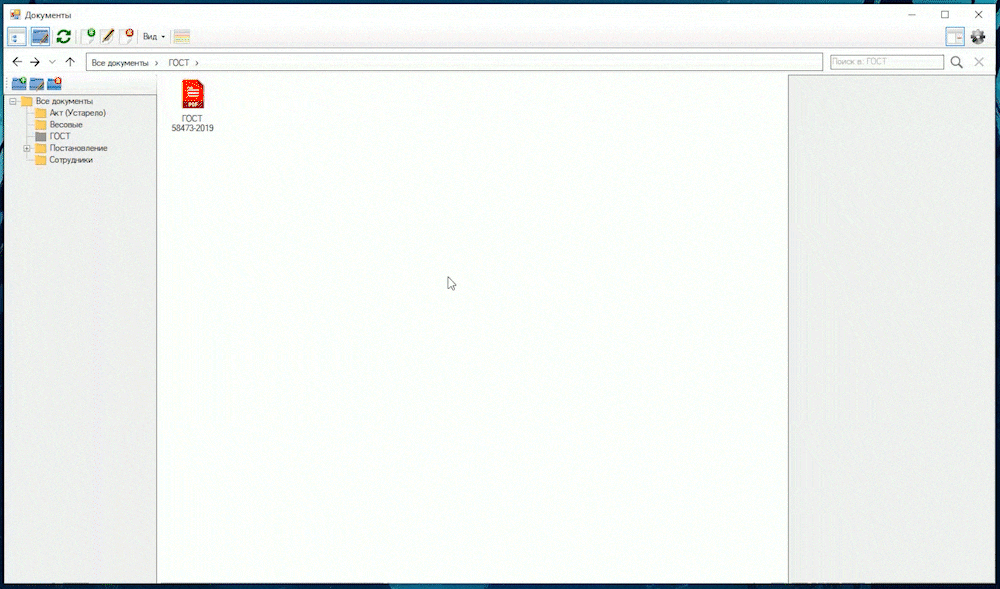 Документы
Вид
Все документы › ГОСТ ›
Поиск в: ГОСТ
Все документы
Акт (Устарело)
Весовые
ГОСТ
Постановление
Сотрудники
PDF
ГОСТ
58473-2019